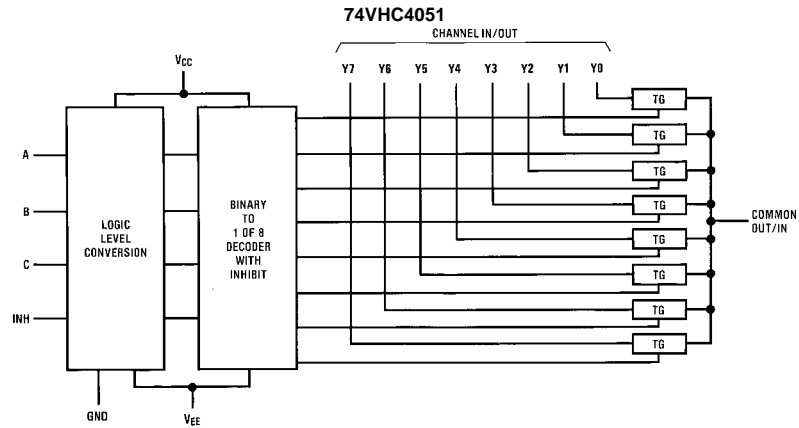 74VHC4051
CHANNEL IN/OUT
VCC
Y7 Y6 Y5 Y4 Y3 Y2 Y1 Y0
TG
TG
A
TG
B
BINARY
TO
1 OF 8
DECODER
WITH
INHIBIT
LOGIC
LEVEL
CONVERSION
TG
COMMON
OUT/IN
TG
C
TG
INH
TG
TG
GND
VEE